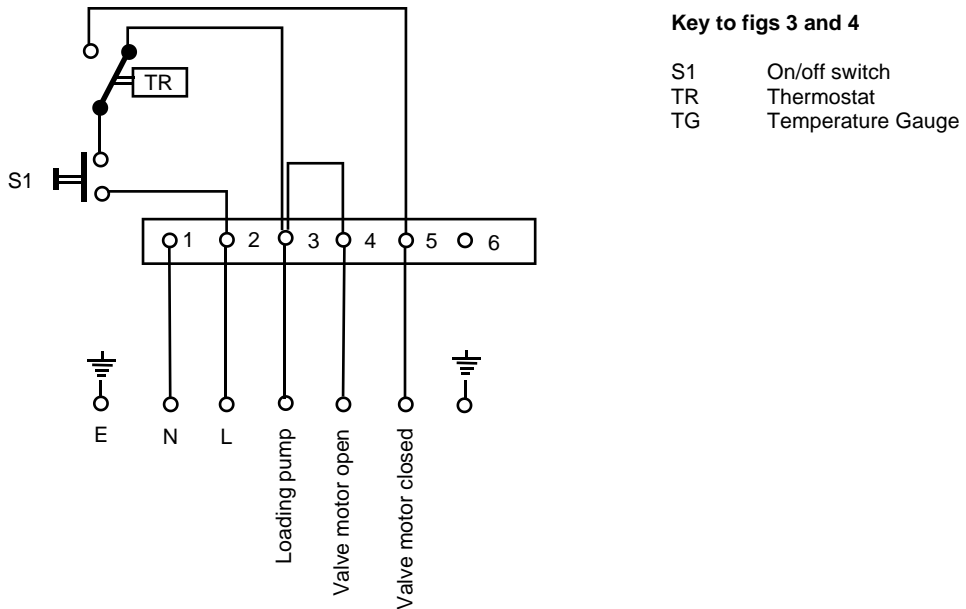 Key to figs 3 and 4
S1 On/off switch
TR Thermostat
TG Temperature Gauge
TR
S1
1 2 3 4 5 6
E N L
Loading pump
Valve motor open
Valve motor closed